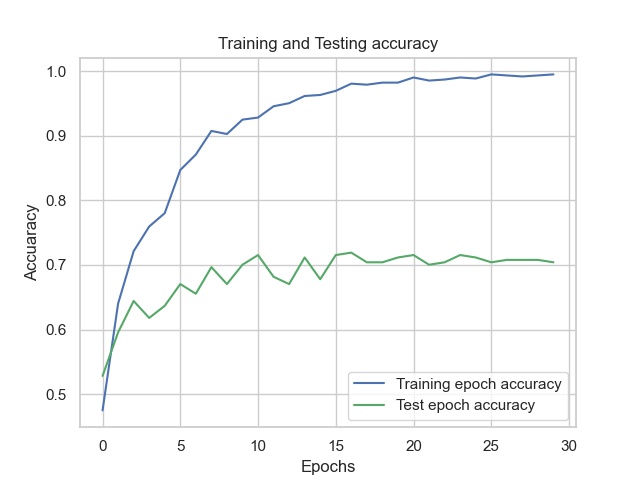 Training and Testing accuracy
1.0
0.9
0.8
0.7
0.6
0.5
Accuaracy
Training epoch accuracy
Test epoch accuracy
0 5 10 15 20 25 30
Epochs